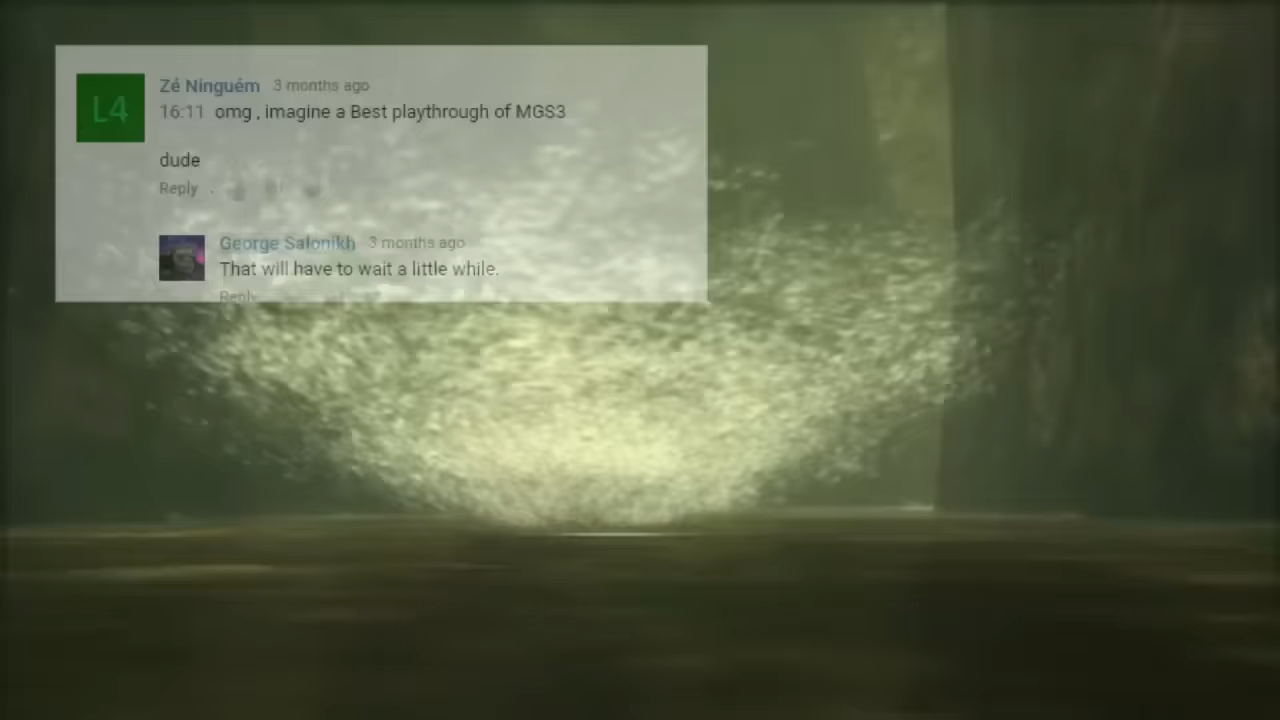 L4
Zé Ninguém 3 months ago
16:11 omg , imagine a Best playthrough of MGS3
dude
Reply .
George Salonikh 3 months ago
That will have to wait a little while.
Reply